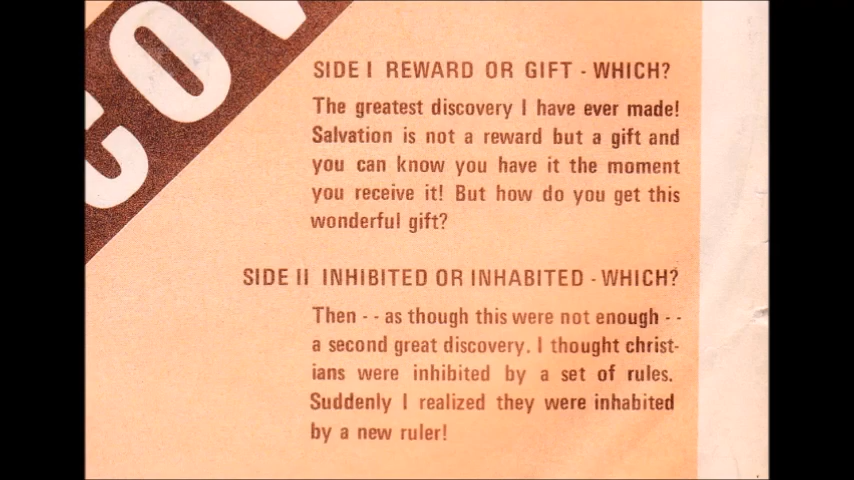 COV
SIDE I REWARD OR GIFT - WHICH?
The greatest discovery I have ever made!
Salvation is not a reward but a gift and
you can know you have it the moment
you receive it! But how do you get this
wonderful gift?
SIDE II INHIBITED OR INHABITED - WHICH?
Then - - as though this were not enough - -
a second great discovery. I thought christ-
ians were inhibited by a set of rules.
Suddenly I realized they were inhabited
by a new ruler!